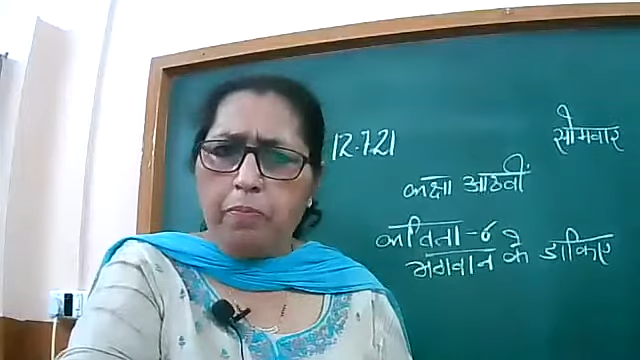 12.7.21
सोमवार
कक्षा आठवीं
कविता-6
भगवान के डाकिए